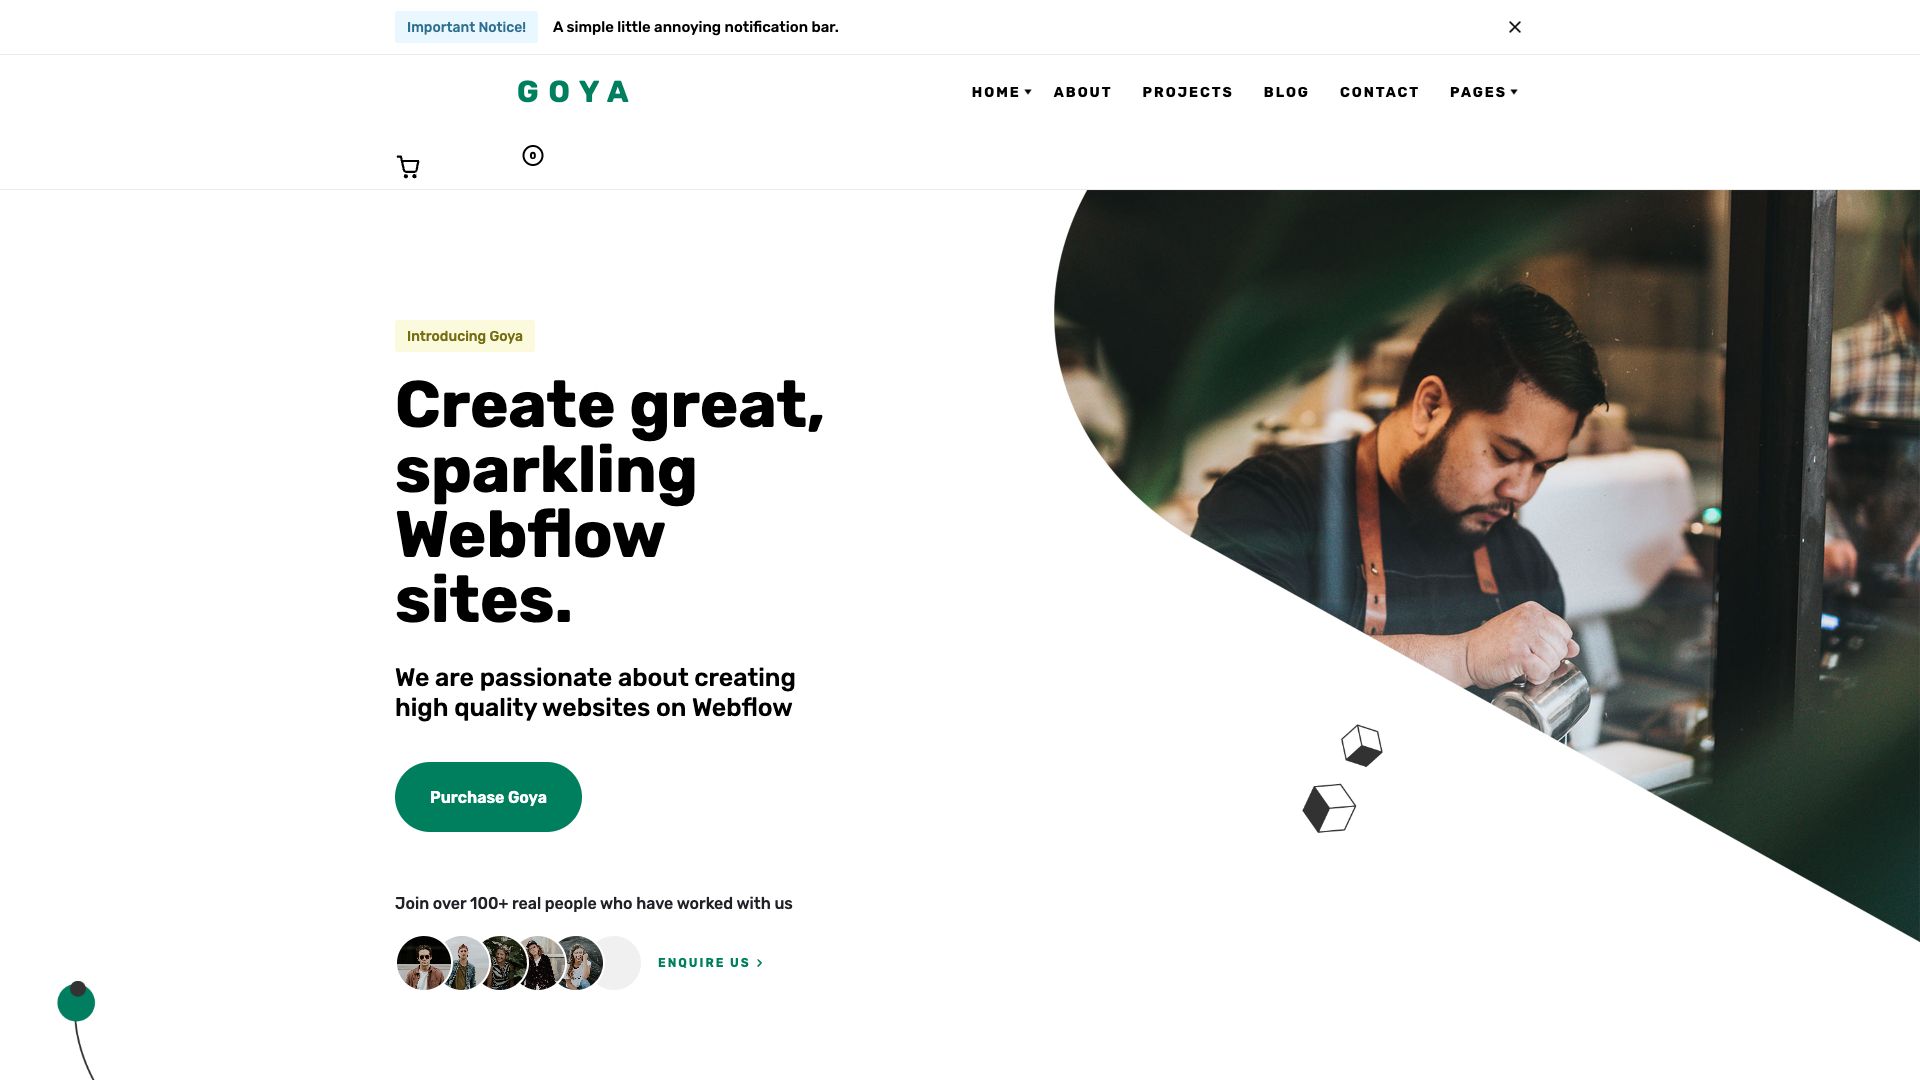 Important Notice!
A simple little annoying notification bar.
GOYA
HOME
ABOUT
PROJECTS
BLOG
CONTACT
PAGES
0
Introducing Goya
Create great,
sparkling
Webflow
sites.
We are passionate about creating
high quality websites on Webflow
Purchase Goya
Join over 100+ real people who have worked with us
ENQUIRE US